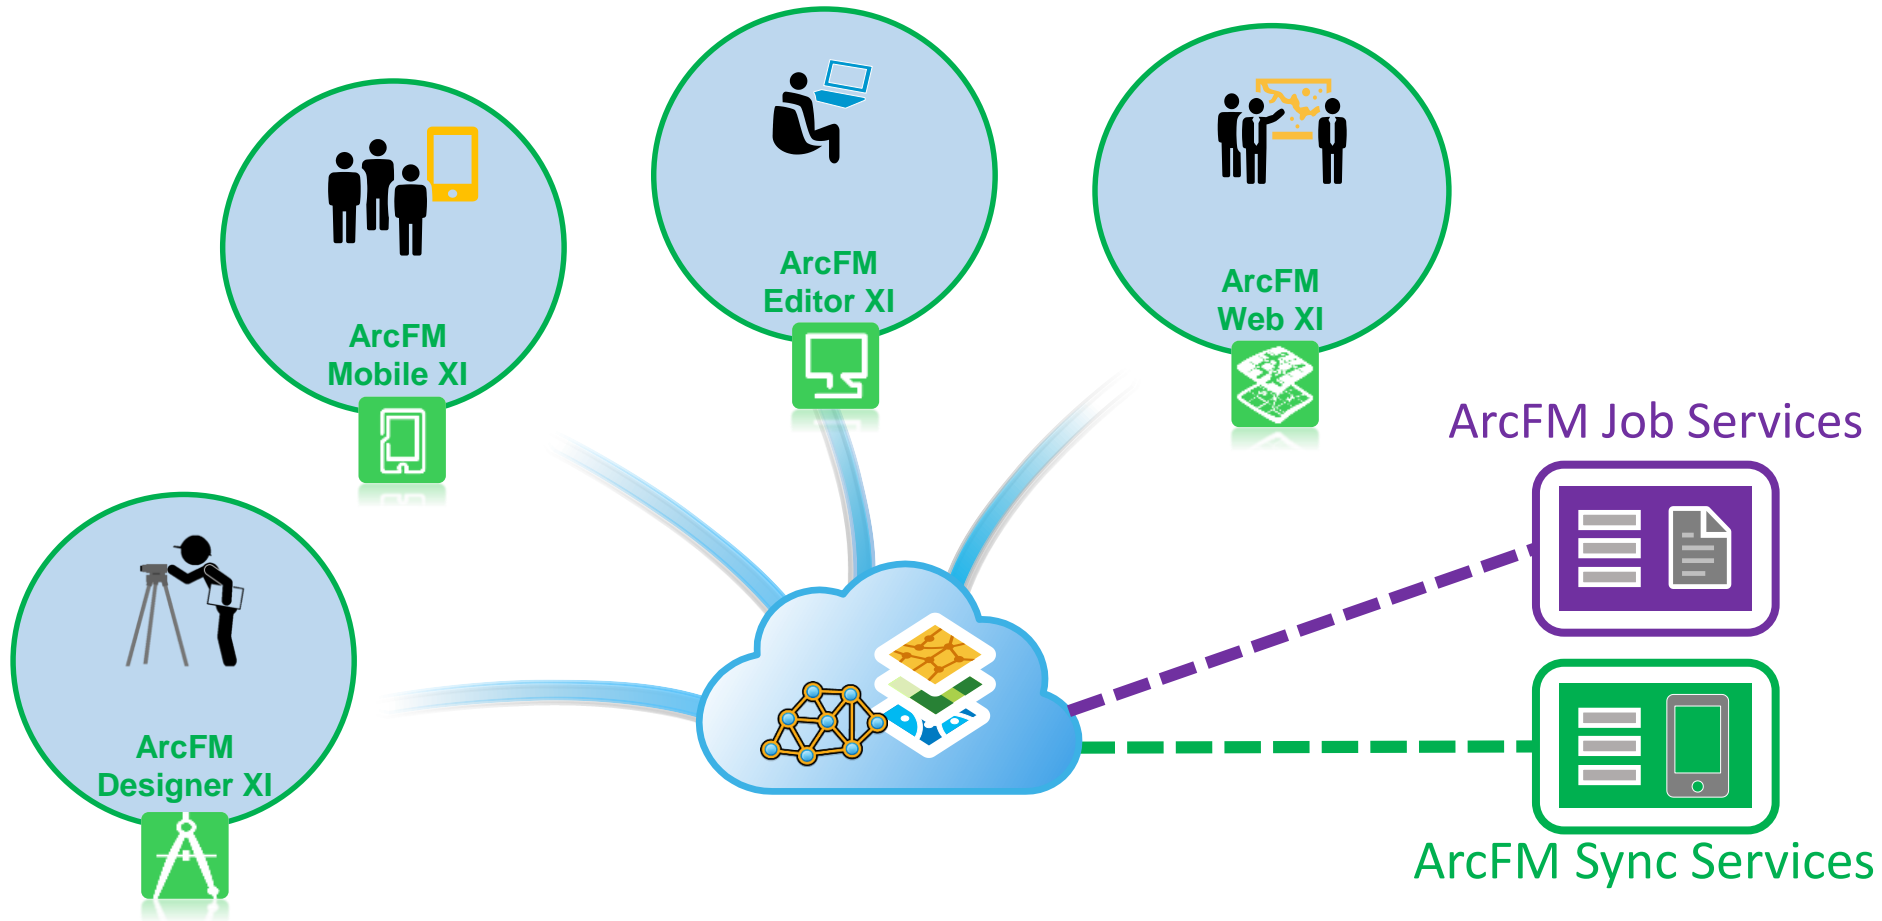 ArcFM
Editor XI
ArcFM
Web XI
ArcFM
Mobile XI
ArcFM Job Services
ArcFM
Designer XI
ArcFM Sync Services